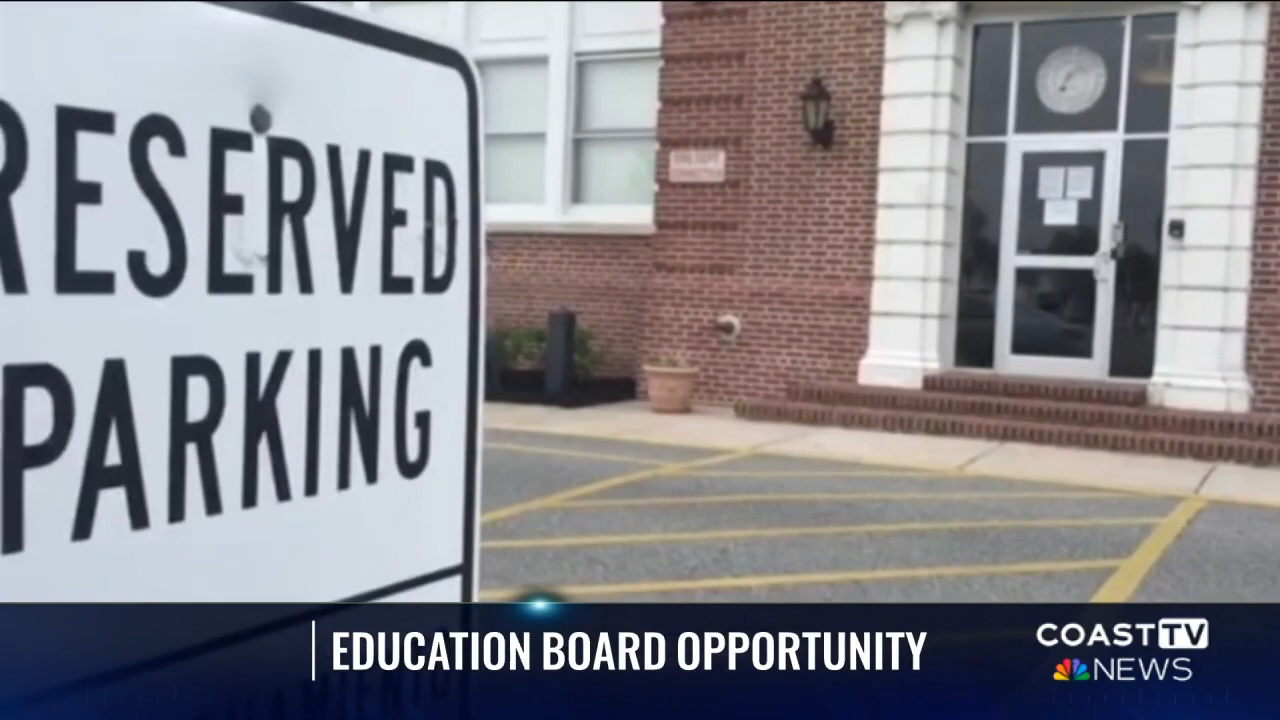 RESERVED
PARKING
EDUCATION BOARD OPPORTUNITY
COAST TV
NEWS